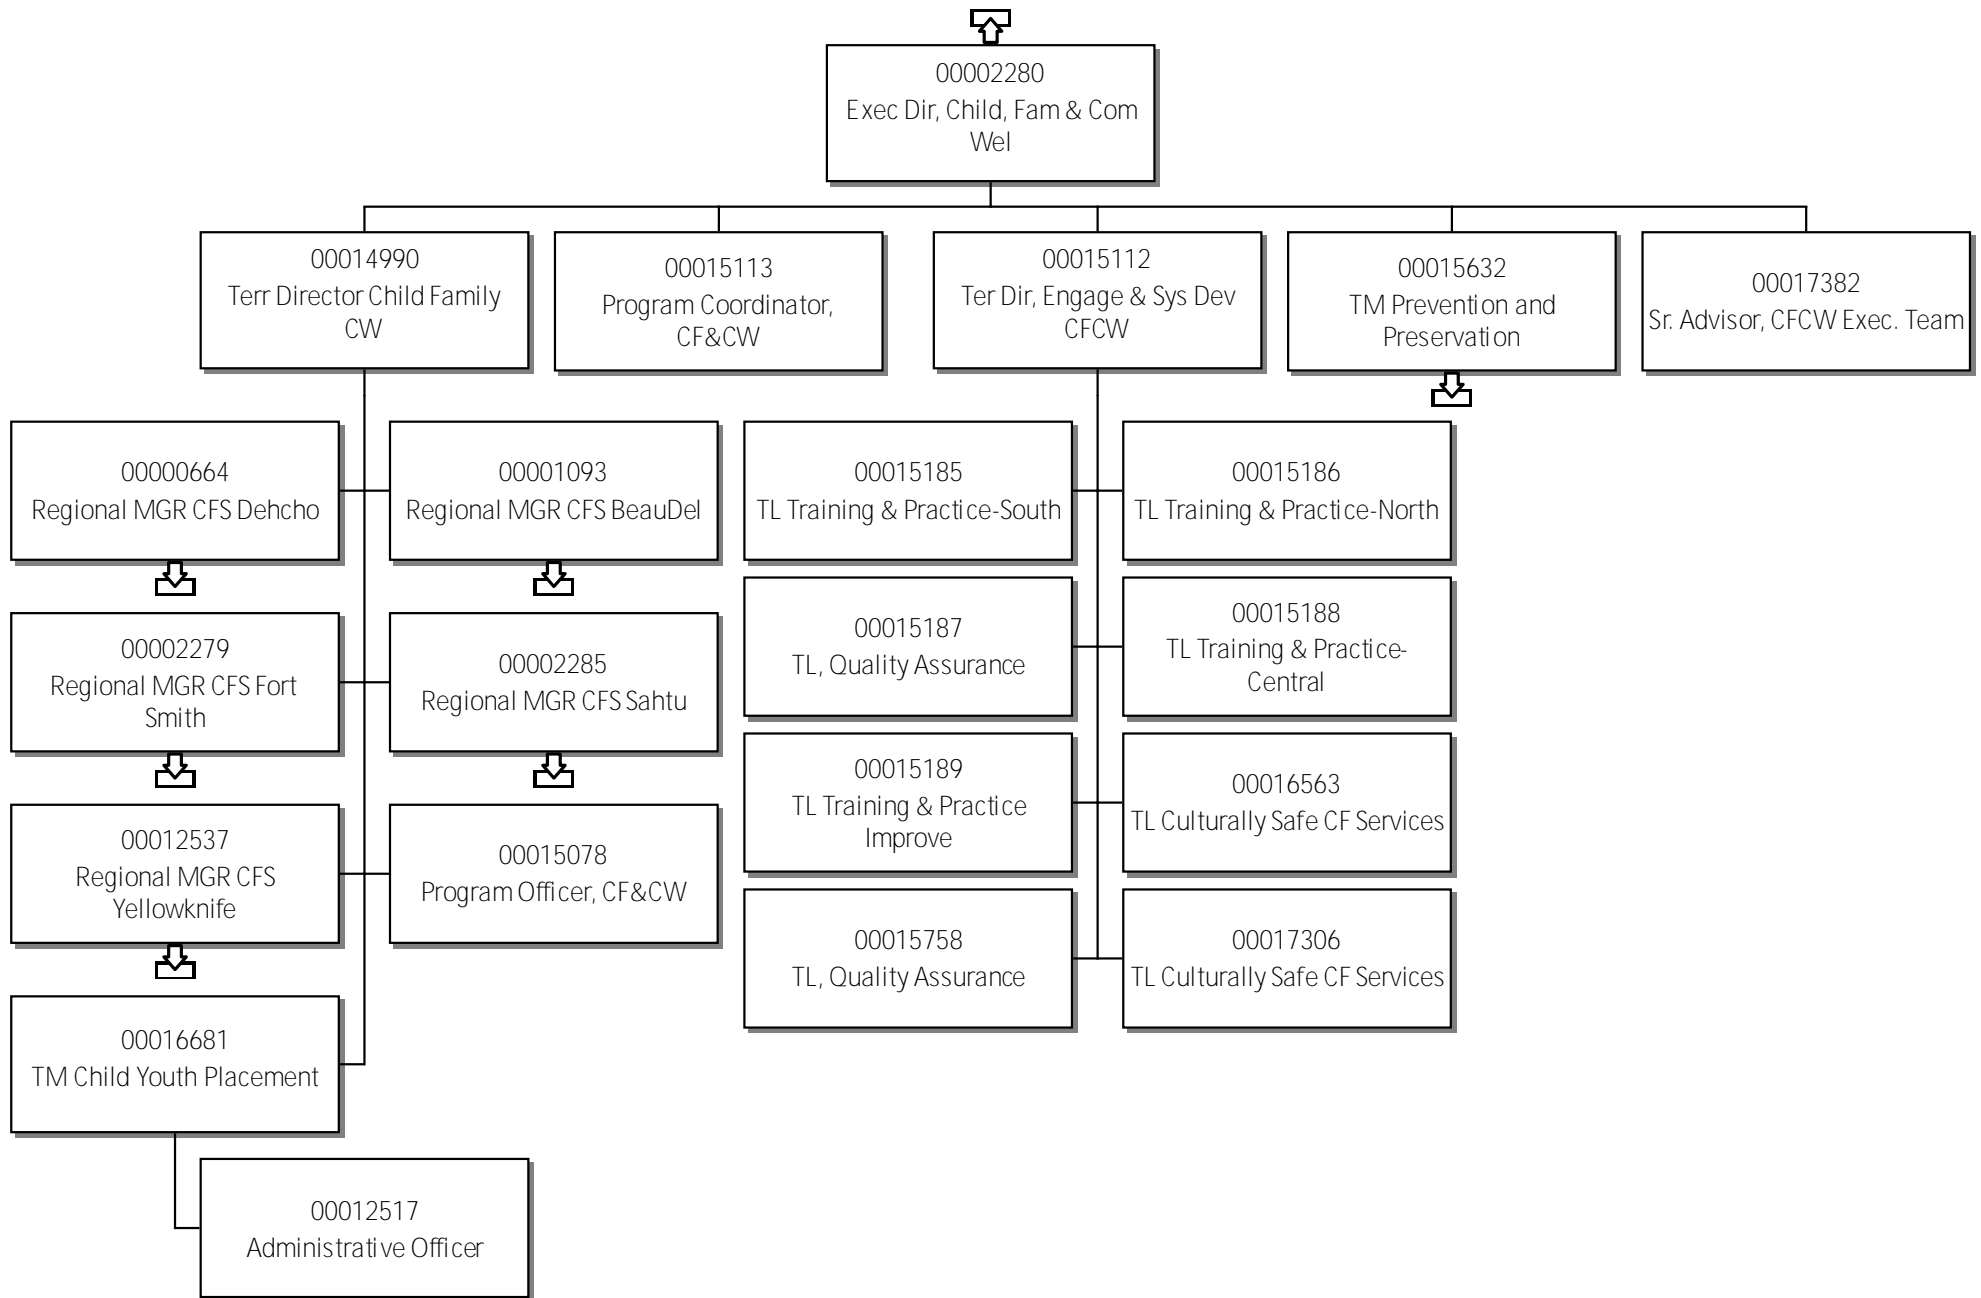 00002280
Exec Dir, Child, Fam & Com
Wel
00014990
Terr Director Child Family
CW
00015113
Program Coordinator,
CF&CW
00015112
Ter Dir, Engage & Sys Dev
CFCW
00015632
TM Prevention and
Preservation
00017382
Sr. Advisor, CFCW Exec. Team
00000664
Regional MGR CFS Dehcho
00001093
Regional MGR CFS BeauDel
00015185
TL Training & Practice-South
00015186
TL Training & Practice-North
00002279
Regional MGR CFS Fort
Smith
00002285
Regional MGR CFS Sahtu
00015187
TL, Quality Assurance
00015188
TL Training & Practice-
Central
00012537
Regional MGR CFS
Yellowknife
00015078
Program Officer, CF&CW
00015189
TL Training & Practice
Improve
00016563
TL Culturally Safe CF Services
00015758
TL, Quality Assurance
00017306
TL Culturally Safe CF Services
00016681
TM Child Youth Placement
00012517
Administrative Officer